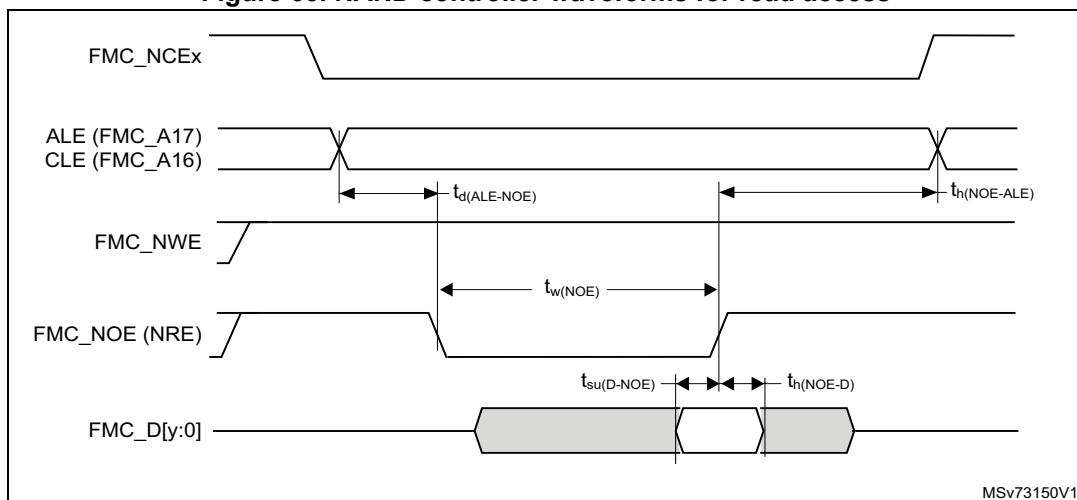 FMC_NCEx
ALE (FMC_A17)
CLE (FMC_A16)
td(ALE-NOE)
th(NOE-ALE)
FMC_NWE
tw(NOE)
FMC_NOE (NRE)
tsu(D-NOE)
th(NOE-D)
FMC_D[y:0]
MSv73150V1